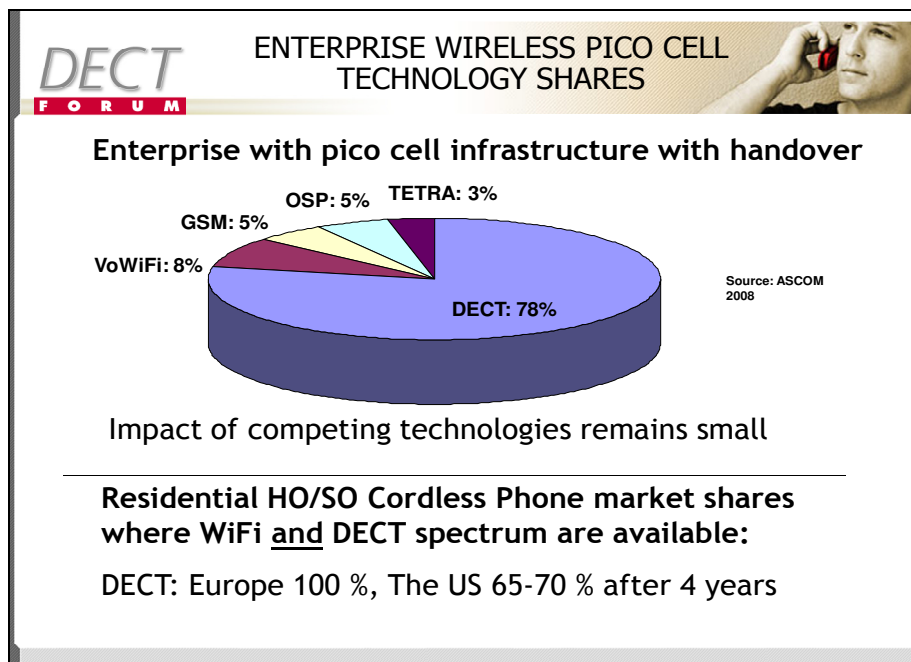 DECT
FORUM
ENTERPRISE WIRELESS PICO CELL
TECHNOLOGY SHARES
Enterprise with pico cell infrastructure with handover
OSP: 5%
TETRA: 3%
GSM: 5%
VoWiFi: 8%
DECT: 78%
Source: ASCOM
2008
Impact of competing technologies remains small
Residential HO/SO Cordless Phone market shares
where WiFi and DECT spectrum are available:
DECT: Europe 100 %, The US 65-70 % after 4 years